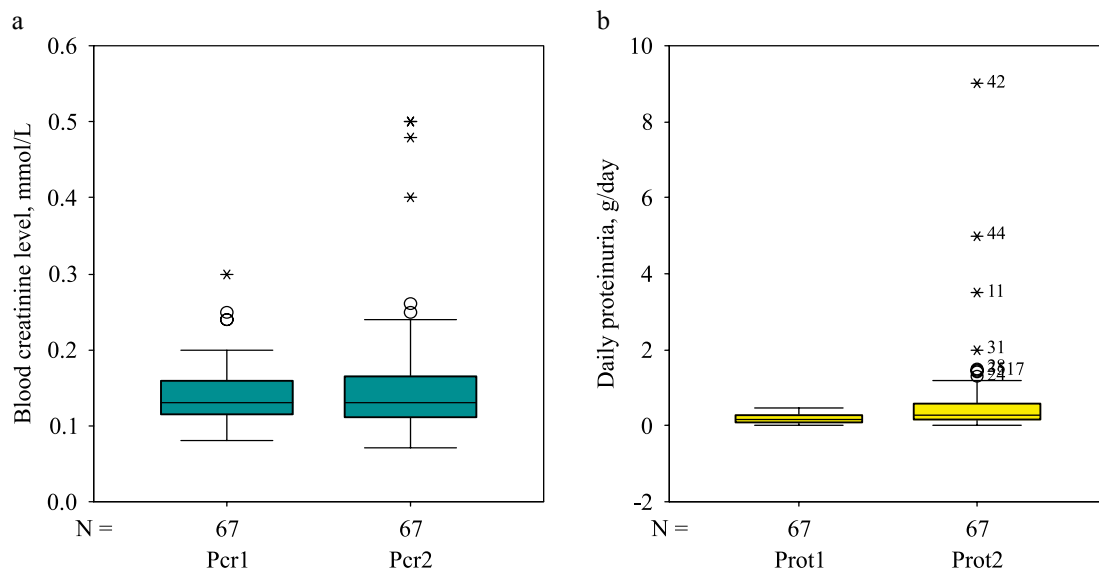 a
Blood creatinine level, mmol/L
0.6
0.5
0.4
0.3
0.2
0.1
0.0
N = 67 67
Pcr1 Pcr2
b
Daily proteinuria, g/day
10
8
6
4
2
0
-2
42
44
11
31
17
24
N = 67 67
Prot1 Prot2